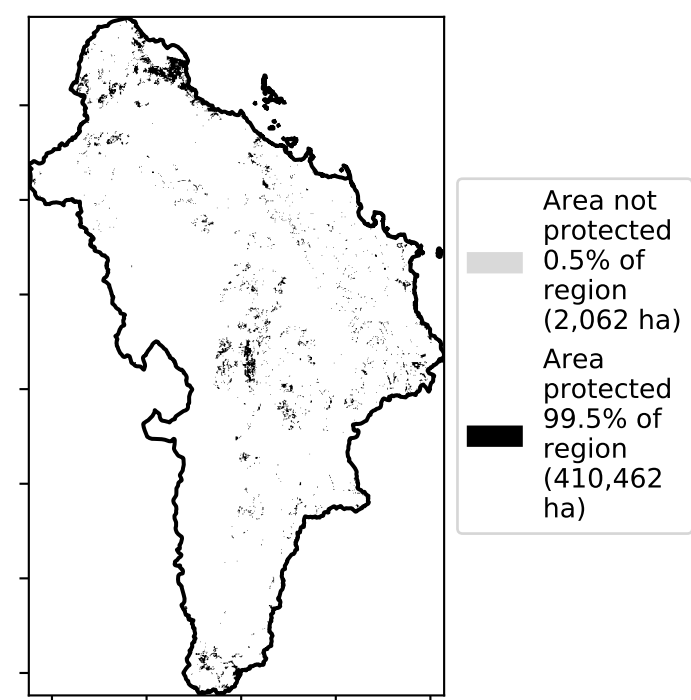 Area not
protected
0.5% of
region
(2,062 ha)
Area
protected
99.5% of
region
(410,462
ha)